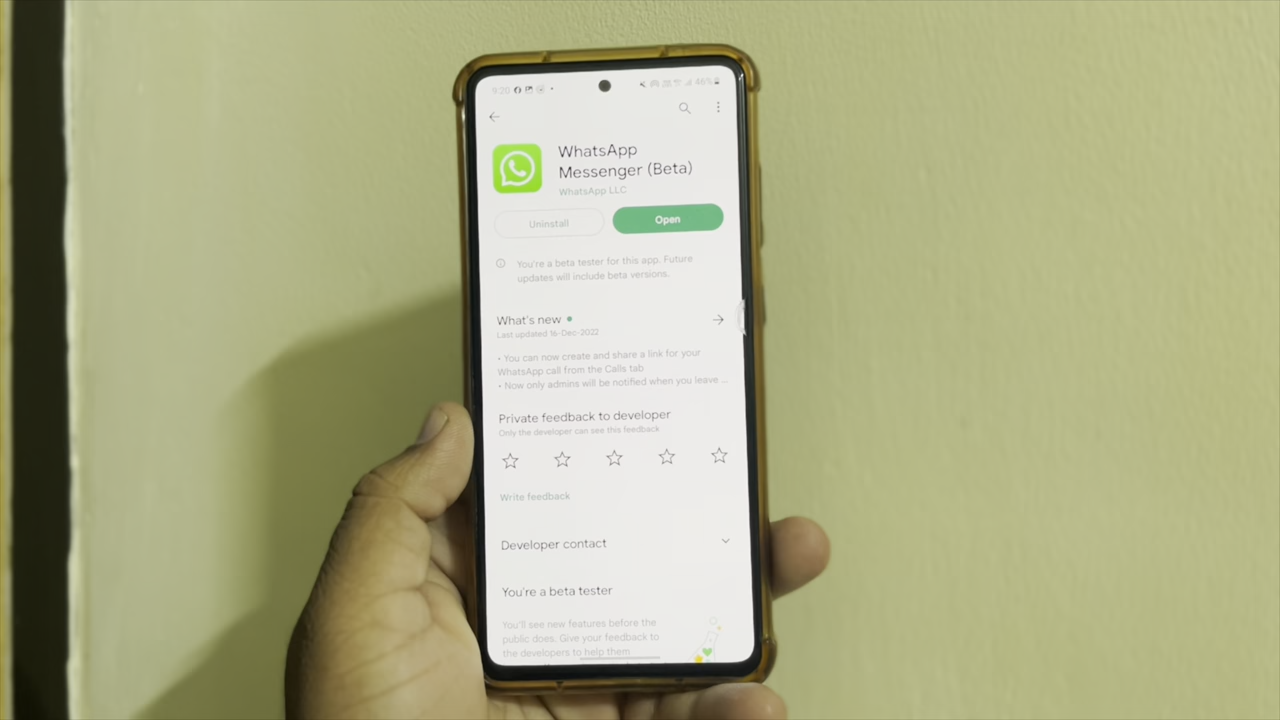 9:20
46%
WhatsApp
Messenger (Beta)
WhatsApp LLC
Uninstall
Open
You're a beta tester for this app. Future
updates will include beta versions.
What's new
Last updated 16-Dec-2022
• You can now create and share a link for your
WhatsApp call from the Calls tab
• Now only admins will be notified when you leave ...
Private feedback to developer
Only the developer can see this feedback
Write feedback
Developer contact
You're a beta tester
You'll see new features before the
public does. Give your feedback to
the developers to help them